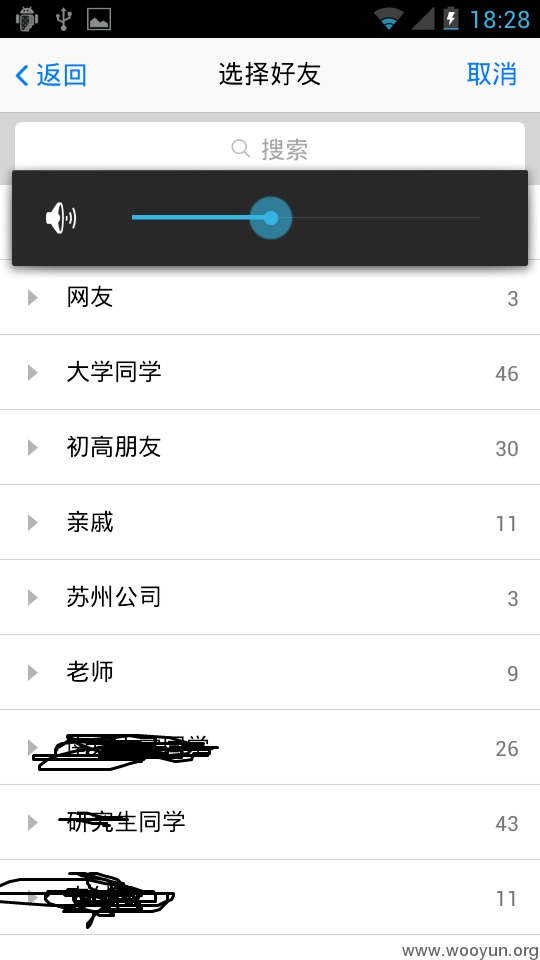 18:28
返回 选择好友 取消
搜索
网友 3
大学同学 46
初高朋友 30
亲戚 11
苏州公司 3
老师 9
同学 26
研究生同学 43
11
www.wooyun.org